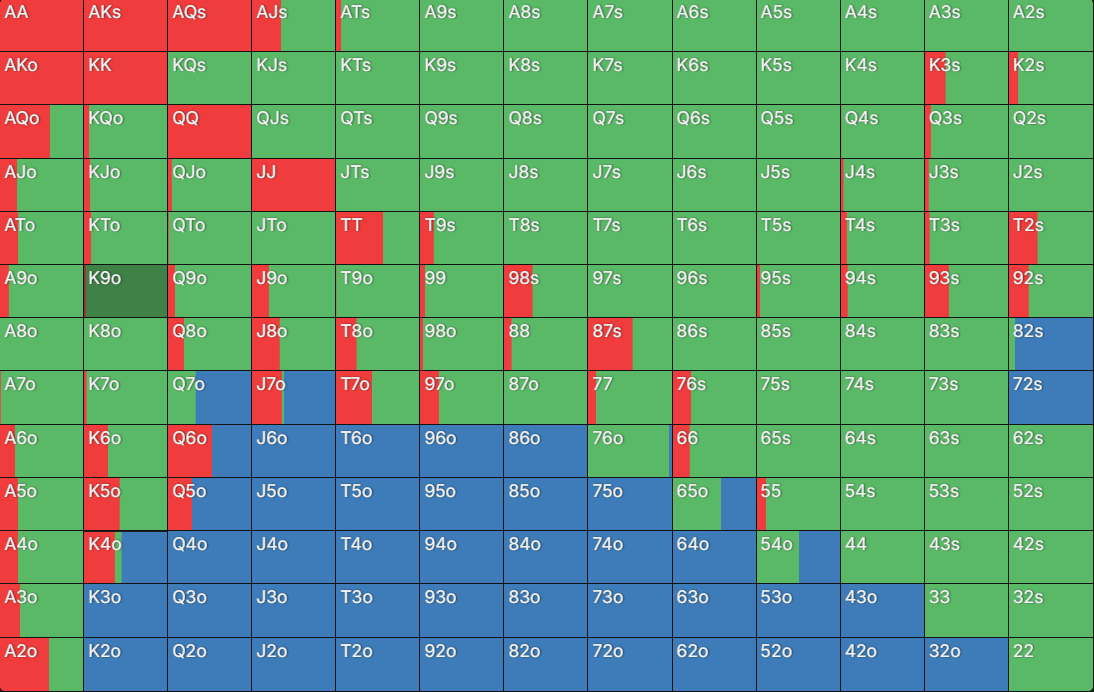 AA AKs AQs AJs ATs A9s A8s A7s A6s A5s A4s A3s A2s
AKo KK KQs KJs KTs K9s K8s K7s K6s K5s K4s K3s K2s
AQo KQo QQ QJs QTs Q9s Q8s Q7s Q6s Q5s Q4s Q3s Q2s
AJo KJo QJo JJ JTs J9s J8s J7s J6s J5s J4s J3s J2s
ATo KTo QTo JTo TT T9s T8s T7s T6s T5s T4s T3s T2s
A9o K9o Q9o J9o T9o 99 98s 97s 96s 95s 94s 93s 92s
A8o K8o Q8o J8o T8o 98o 88 87s 86s 85s 84s 83s 82s
A7o K7o Q7o J7o T7o 97o 87o 77 76s 75s 74s 73s 72s
A6o K6o Q6o J6o T6o 96o 86o 76o 66 65s 64s 63s 62s
A5o K5o Q5o J5o T5o 95o 85o 75o 65o 55 54s 53s 52s
A4o K4o Q4o J4o T4o 94o 84o 74o 64o 54o 44 43s 42s
A3o K3o Q3o J3o T3o 93o 83o 73o 63o 53o 43o 33 32s
A2o K2o Q2o J2o T2o 92o 82o 72o 62o 52o 42o 32o 22